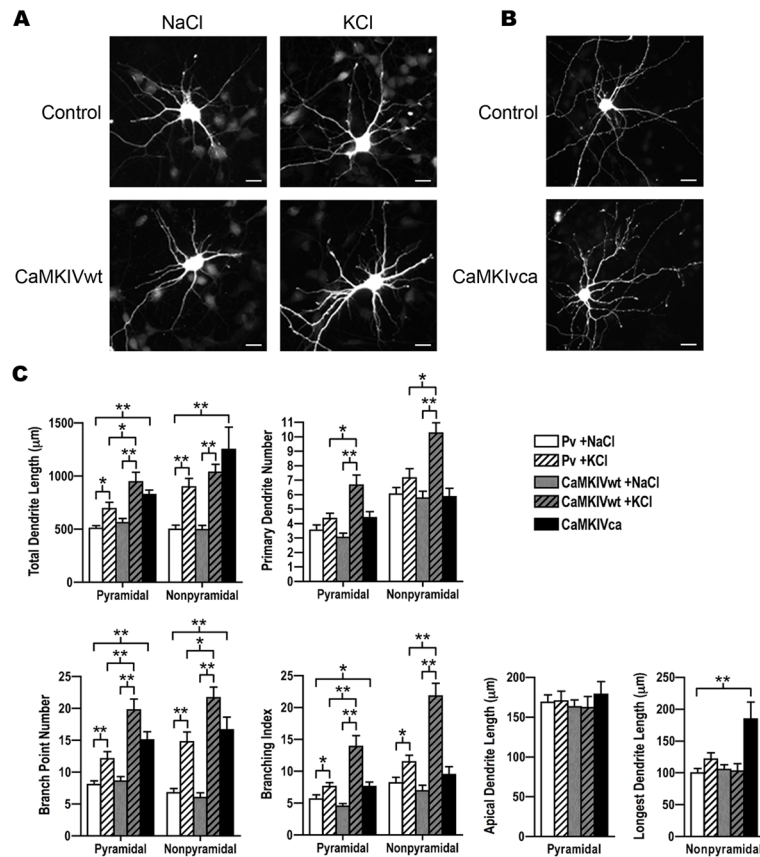 A
B
NaCl
KCl
Control
Control
CaMKIVwt
CaMKIvca
C
Total Dendrite Length (μm)
1500
1000
500
0
** * ** * **
** ** **
Pyramidal
Nonpyramidal
Primary Dendrite Number
11
10
9
8
7
6
5
4
3
2
1
0
* **
* **
Pyramidal
Nonpyramidal
Pv +NaCl
Pv +KCl
CaMKIVwt +NaCl
CaMKIVwt +KCl
CaMKIVca
Branch Point Number
25
20
15
10
5
0
** ** ** **
** * ** **
Pyramidal
Nonpyramidal
Branching Index
25
20
15
10
5
0
* ** ** *
** ** *
Pyramidal
Nonpyramidal
Apical Dendrite Length (μm)
200
150
100
50
0
Pyramidal
Longest Dendrite Length (μm)
250
200
150
100
50
0
**
Nonpyramidal